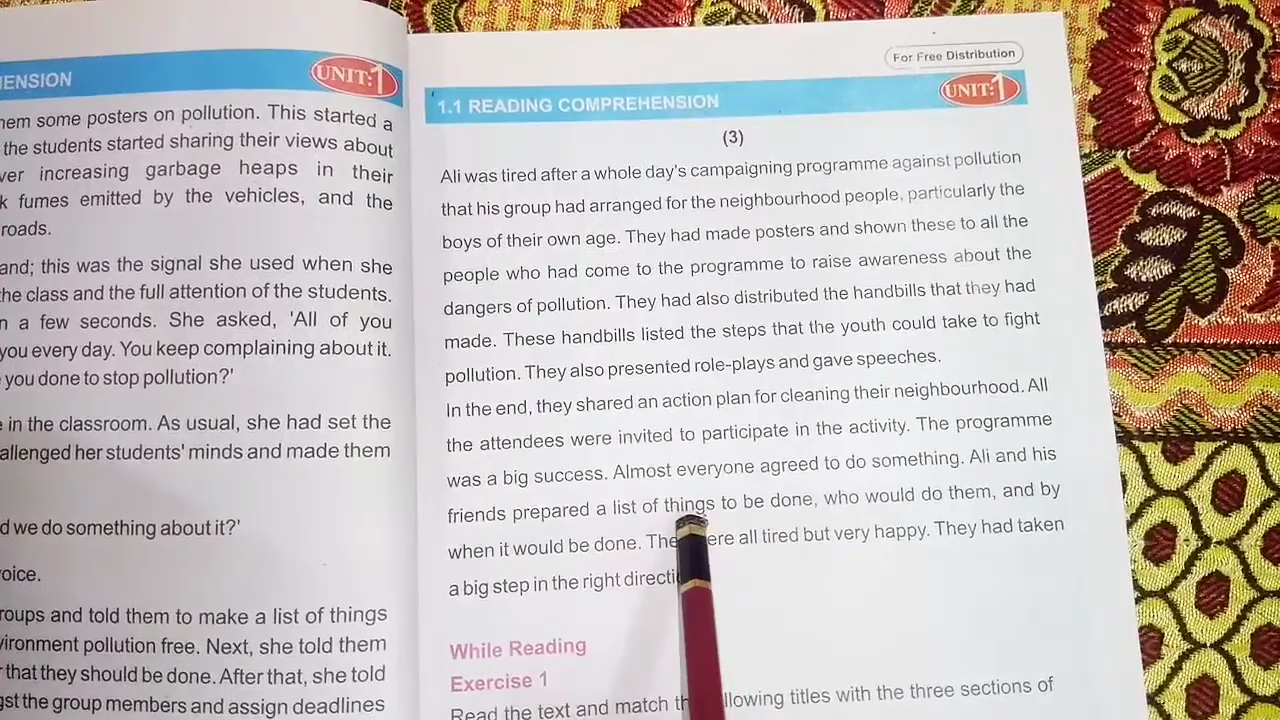 ENSION
UNIT:1
hem some posters on pollution. This started a
the students started sharing their views about
ver increasing garbage heaps in their
k fumes emitted by the vehicles, and the
roads.
and; this was the signal she used when she
the class and the full attention of the students.
n a few seconds. She asked, 'All of you
you every day. You keep complaining about it.
you done to stop pollution?'
e in the classroom. As usual, she had set the
allenged her students' minds and made them
d we do something about it?'
voice.
roups and told them to make a list of things
vironment pollution free. Next, she told them
r that they should be done. After that, she told
gst the group members and assign deadlines
For Free Distribution
1.1 READING COMPREHENSION
UNIT:1
(3)
Ali was tired after a whole day's campaigning programme against pollution
that his group had arranged for the neighbourhood people, particularly the
boys of their own age. They had made posters and shown these to all the
people who had come to the programme to raise awareness about the
dangers of pollution. They had also distributed the handbills that they had
made. These handbills listed the steps that the youth could take to fight
pollution. They also presented role-plays and gave speeches.
In the end, they shared an action plan for cleaning their neighbourhood. All
the attendees were invited to participate in the activity. The programme
was a big success. Almost everyone agreed to do something. Ali and his
friends prepared a list of things to be done, who would do them, and by
when it would be done. The ere all tired but very happy. They had taken
a big step in the right directi
While Reading
Exercise 1
Read the text and match th llowing titles with the three sections of